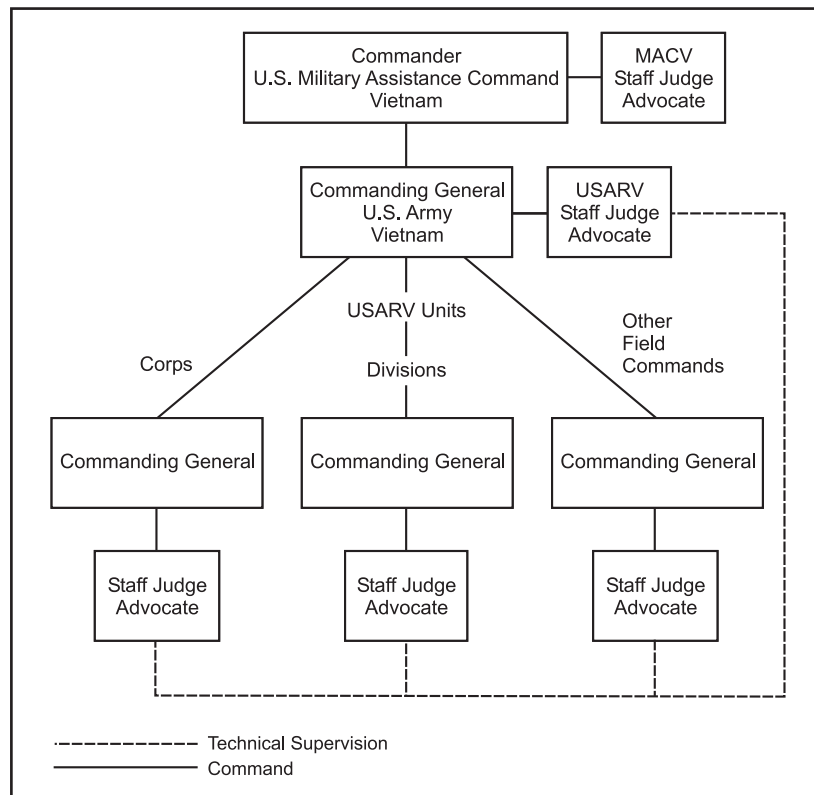 Commander
U.S. Military Assistance Command
Vietnam
MACV
Staff Judge
Advocate
Commanding General
U.S. Army
Vietnam
USARV
Staff Judge
Advocate
USARV Units
Other
Field
Commands
Corps
Divisions
Commanding General
Commanding General
Commanding General
Staff Judge
Advocate
Staff Judge
Advocate
Staff Judge
Advocate
Technical Supervision
Command